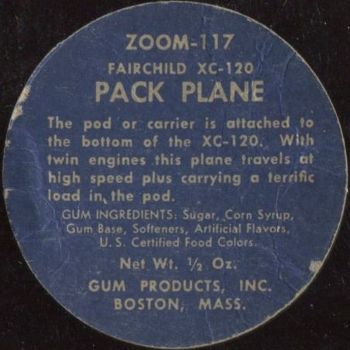 ZOOM-117
FAIRCHILD XC-120
PACK PLANE
The pod or carrier is attached to
the bottom of the XC-120. With
twin engines this plane travels at
high speed plus carrying a terrific
load in the pod.
GUM INGREDIENTS: Sugar, Corn Syrup,
Gum Base, Softeners, Artificial Flavors,
U. S. Certified Food Colors.
Net Wt. ½ Oz.
GUM PRODUCTS, INC.
BOSTON, MASS.